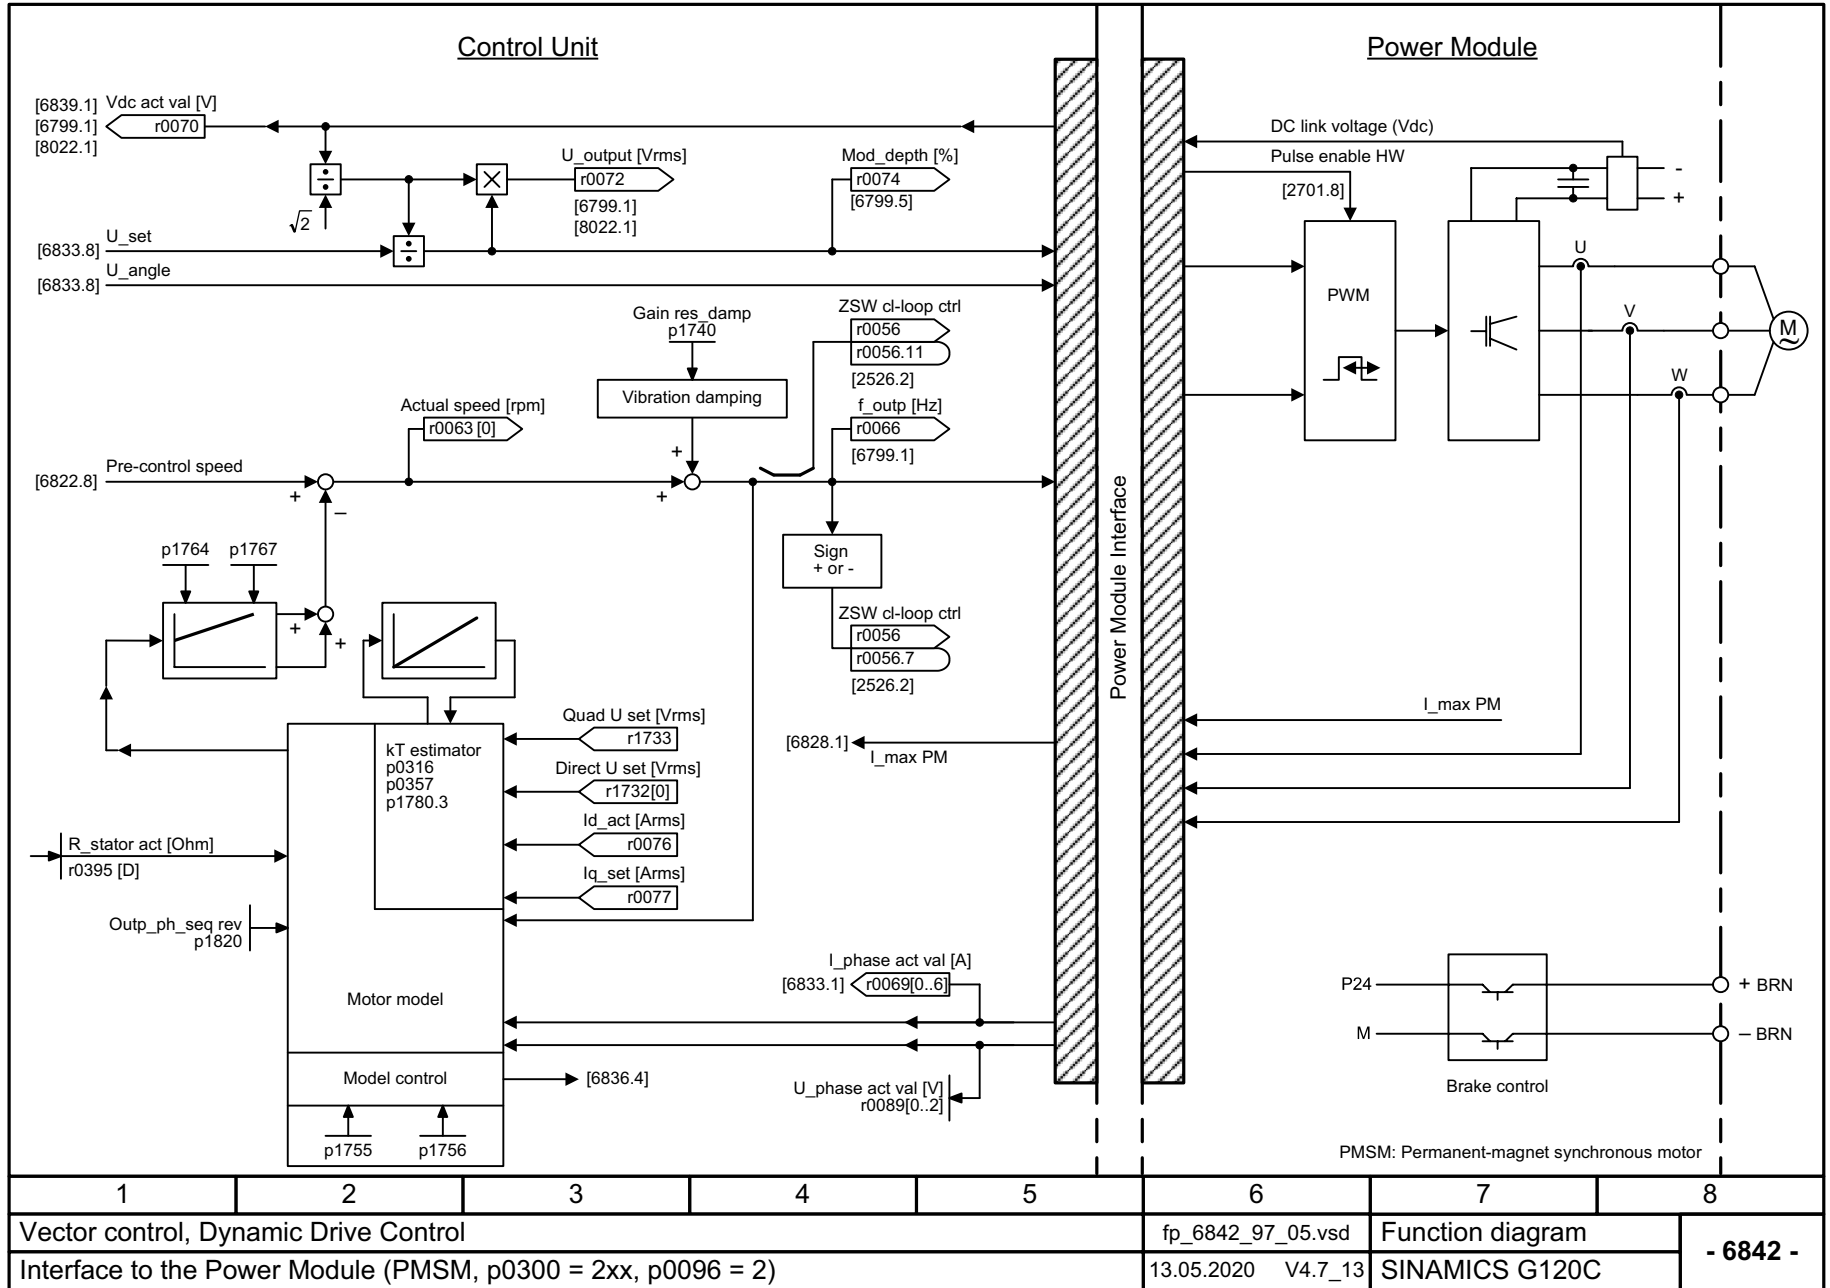 Control Unit
Power Module
[6839.1] Vdc act val [V]
[6799.1] r0070
[8022.1]
√2
U_output [Vrms]
r0072
[6799.1]
[8022.1]
Mod_depth [%]
r0074
[6799.5]
[6833.8] U_set
[6833.8] U_angle
DC link voltage (Vdc)
Pulse enable HW
[2701.8]
-
+
PWM
U
V
W
M
~
Gain res_damp
p1740
Vibration damping
ZSW cl-loop ctrl
r0056
r0056.11
[2526.2]
Actual speed [rpm]
r0063 [0]
f_outp [Hz]
r0066
[6799.1]
[6822.8] Pre-control speed
+
–
+
+
Sign
+ or -
ZSW cl-loop ctrl
r0056
r0056.7
[2526.2]
p1764 p1767
+
+
Power Module Interface
kT estimator
p0316
p0357
p1780.3
Quad U set [Vrms]
r1733
Direct U set [Vrms]
r1732[0]
Id_act [Arms]
r0076
Iq_set [Arms]
r0077
[6828.1]
I_max PM
I_max PM
R_stator act [Ohm]
r0395 [D]
Outp_ph_seq rev
p1820
Motor model
I_phase act val [A]
[6833.1] r0069[0..6]
U_phase act val [V]
r0089[0..2]
Model control
[6836.4]
p1755 p1756
P24
M
+ BRN
– BRN
Brake control
PMSM: Permanent-magnet synchronous motor
1 2 3 4 5 6 7 8
Vector control, Dynamic Drive Control
fp_6842_97_05.vsd
Function diagram
- 6842 -
Interface to the Power Module (PMSM, p0300 = 2xx, p0096 = 2)
13.05.2020 V4.7_13
SINAMICS G120C